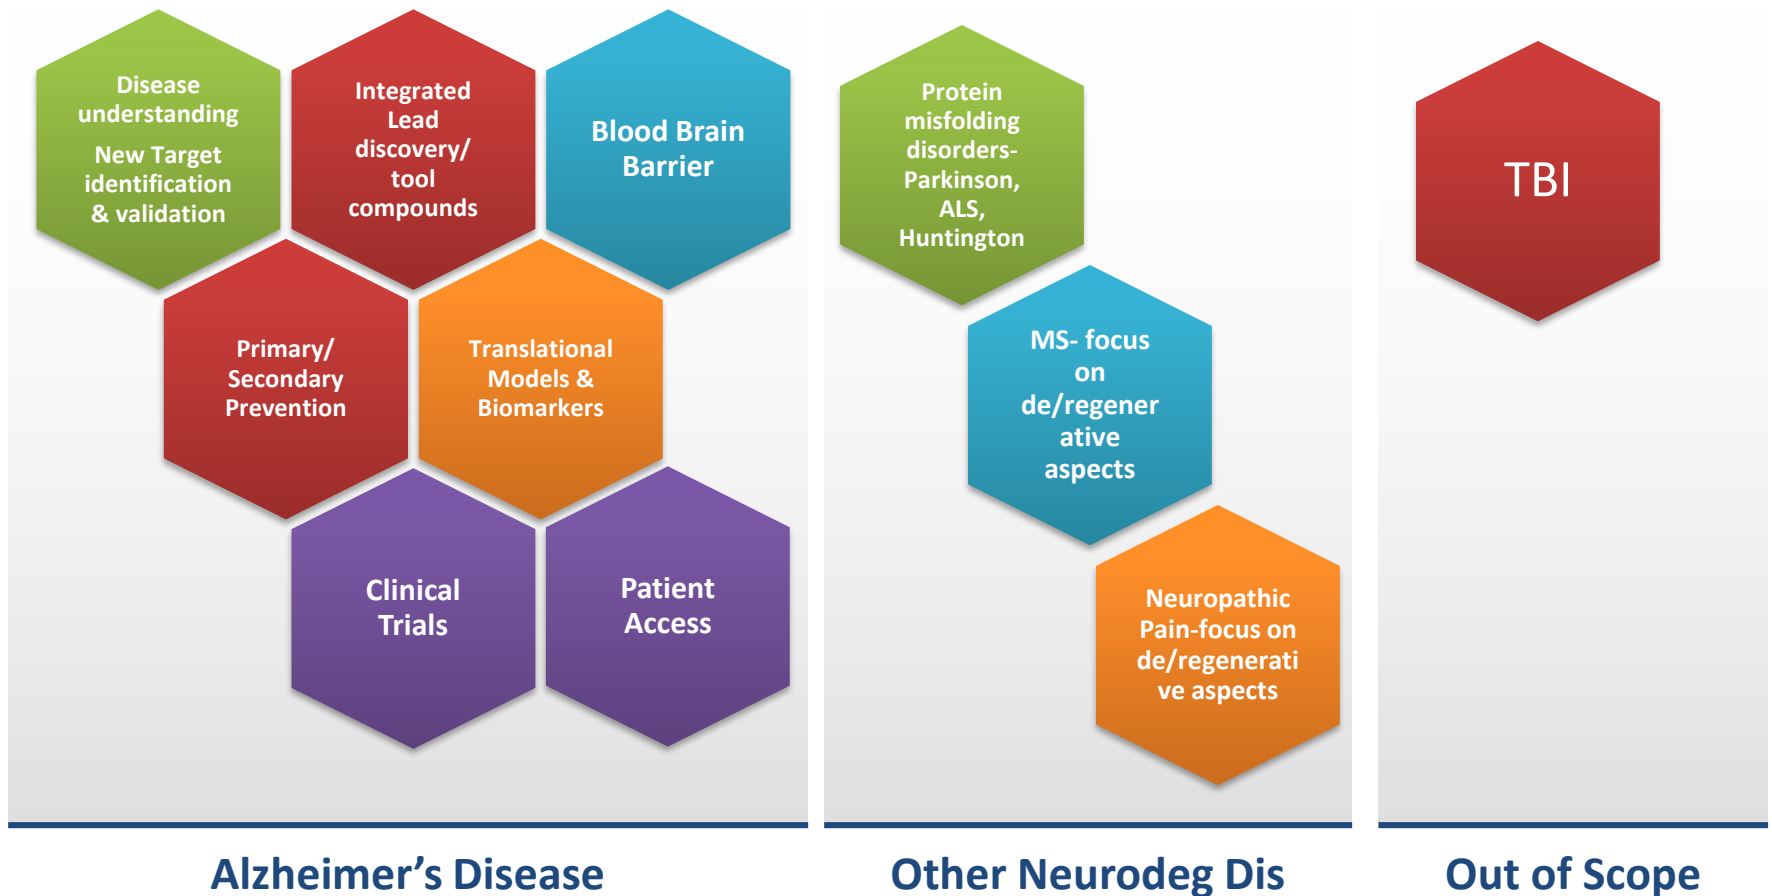 Disease
understanding
New Target
identification
& validation
Integrated
Lead
discovery/
tool
compounds
Blood Brain
Barrier
Primary/
Secondary
Prevention
Translational
Models &
Biomarkers
Clinical
Trials
Patient
Access
Alzheimer’s Disease
Protein
misfolding
disorders-
Parkinson,
ALS,
Huntington
MS- focus
on
de/regener
ative
aspects
Neuropathic
Pain-focus on
de/regenerati
ve aspects
Other Neurodeg Dis
TBI
Out of Scope